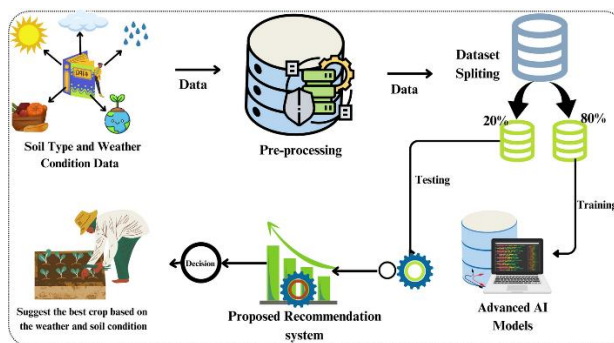 Data
Data
Dataset
Spliting
20%
80%
Soil Type and Weather
Condition Data
Pre-processing
Testing
Training
Decision
Suggest the best crop based on
the weather and soil condition
Proposed Recommendation
system
Advanced AI
Models